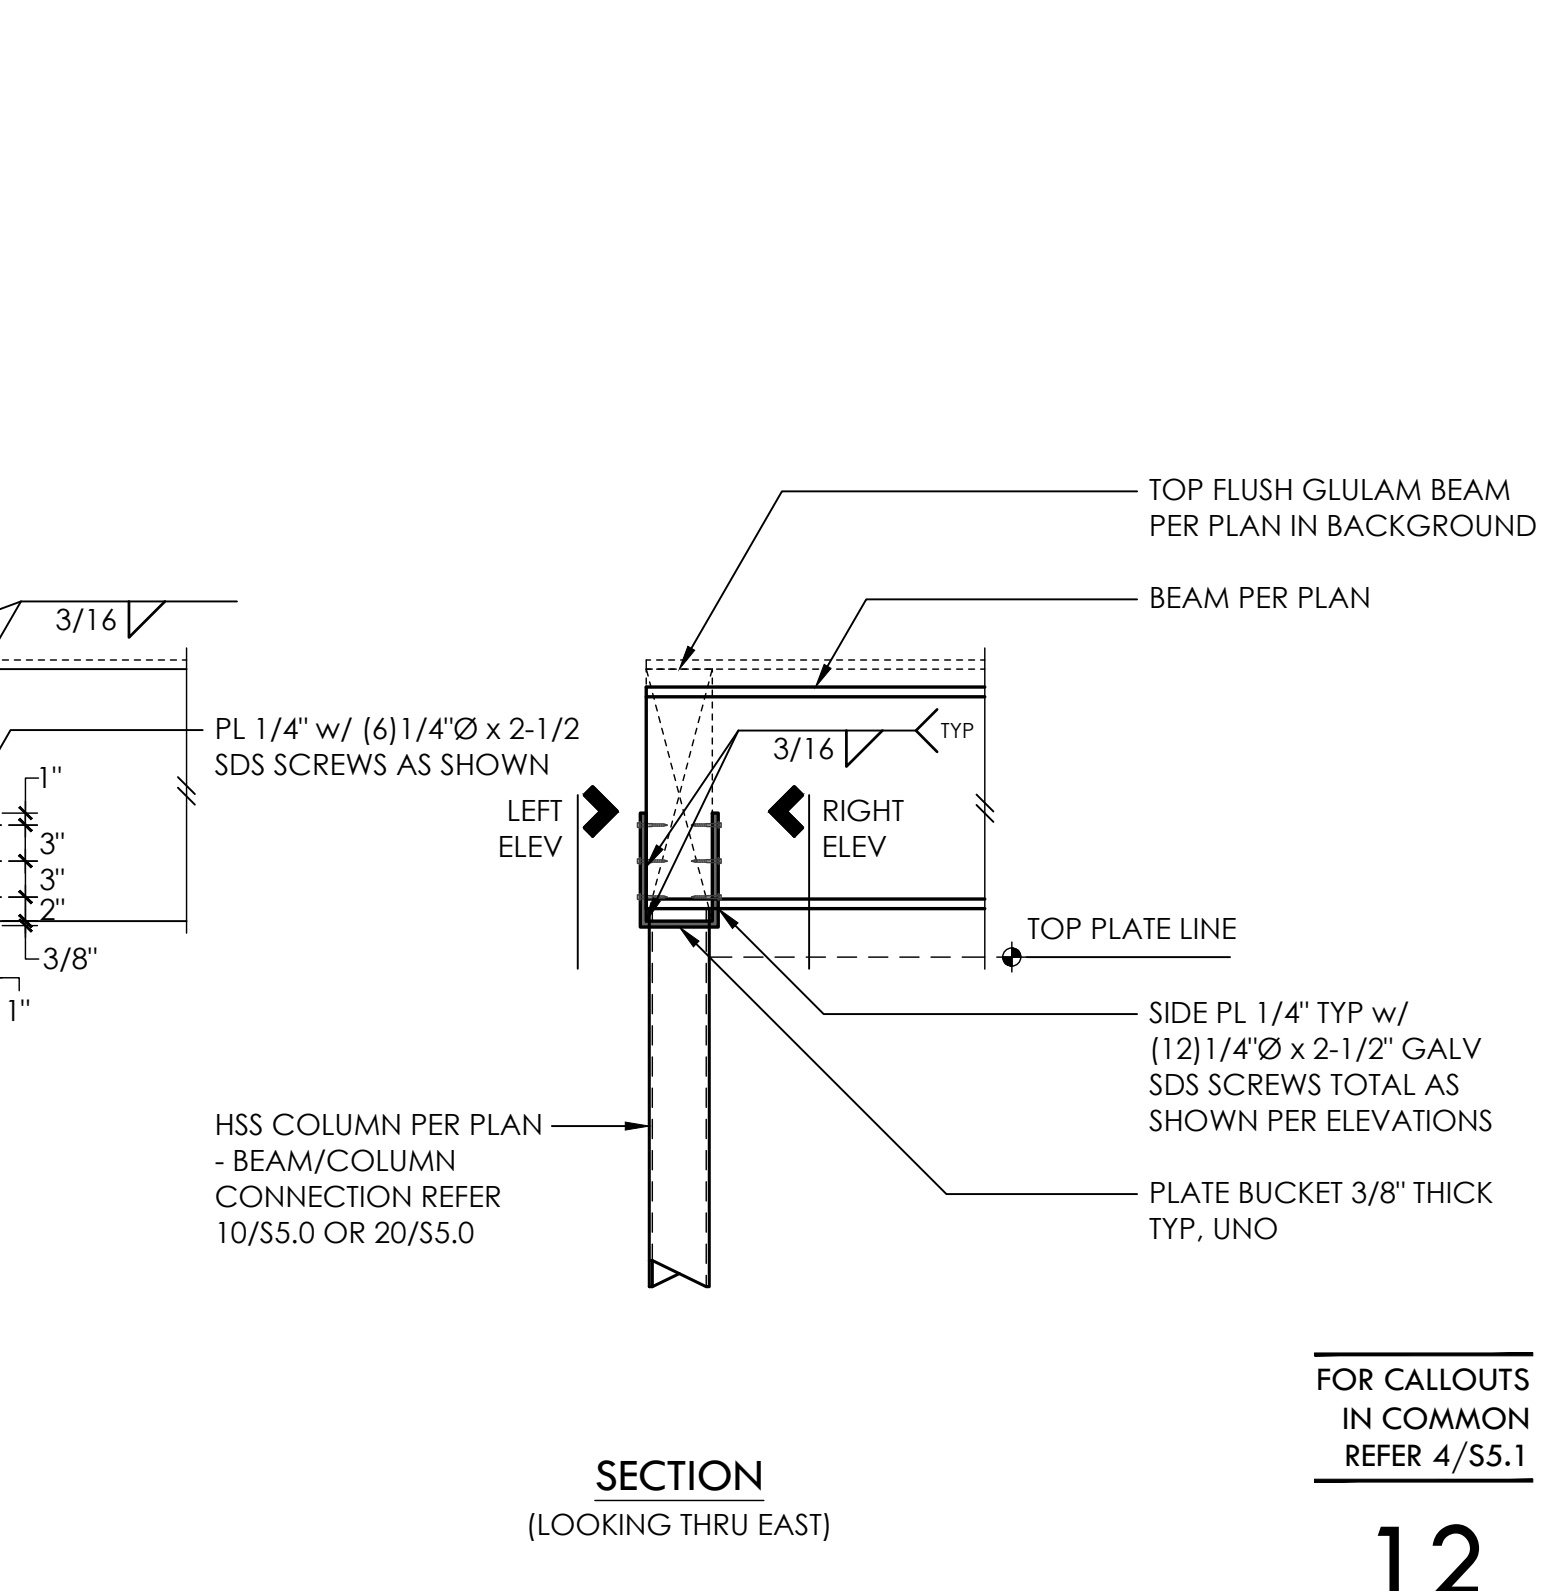 TOP FLUSH GLULAM BEAM
PER PLAN IN BACKGROUND
BEAM PER PLAN
3/16
PL 1/4" w/ (6)1/4"Ø x 2-1/2
SDS SCREWS AS SHOWN
3/16
TYP
1"
3"
3"
2"
3/8"
1"
LEFT
ELEV
RIGHT
ELEV
TOP PLATE LINE
SIDE PL 1/4" TYP w/
(12)1/4"Ø x 2-1/2" GALV
SDS SCREWS TOTAL AS
SHOWN PER ELEVATIONS
HSS COLUMN PER PLAN
- BEAM/COLUMN
CONNECTION REFER
10/S5.0 OR 20/S5.0
PLATE BUCKET 3/8" THICK
TYP, UNO
FOR CALLOUTS
IN COMMON
REFER 4/S5.1
SECTION
(LOOKING THRU EAST)
12